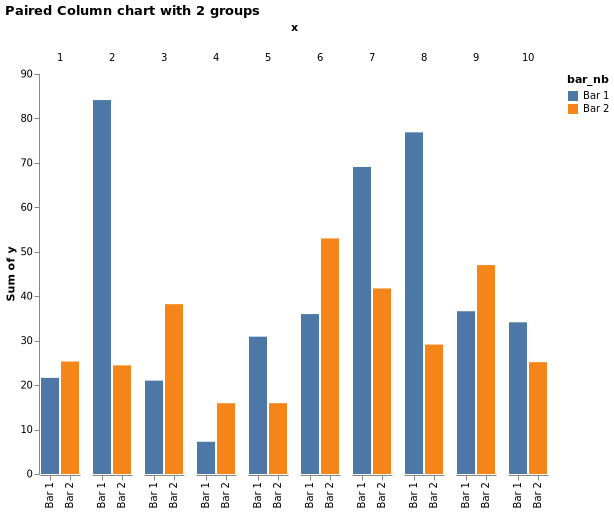 Paired Column chart with 2 groups
x
1 2 3 4 5 6 7 8 9 10
bar_nb
Bar 1
Bar 2
Sum of y
90
80
70
60
50
40
30
20
10
0
Bar 1 Bar 2 Bar 1 Bar 2 Bar 1 Bar 2 Bar 1 Bar 2 Bar 1 Bar 2 Bar 1 Bar 2 Bar 1 Bar 2 Bar 1 Bar 2 Bar 1 Bar 2 Bar 1 Bar 2